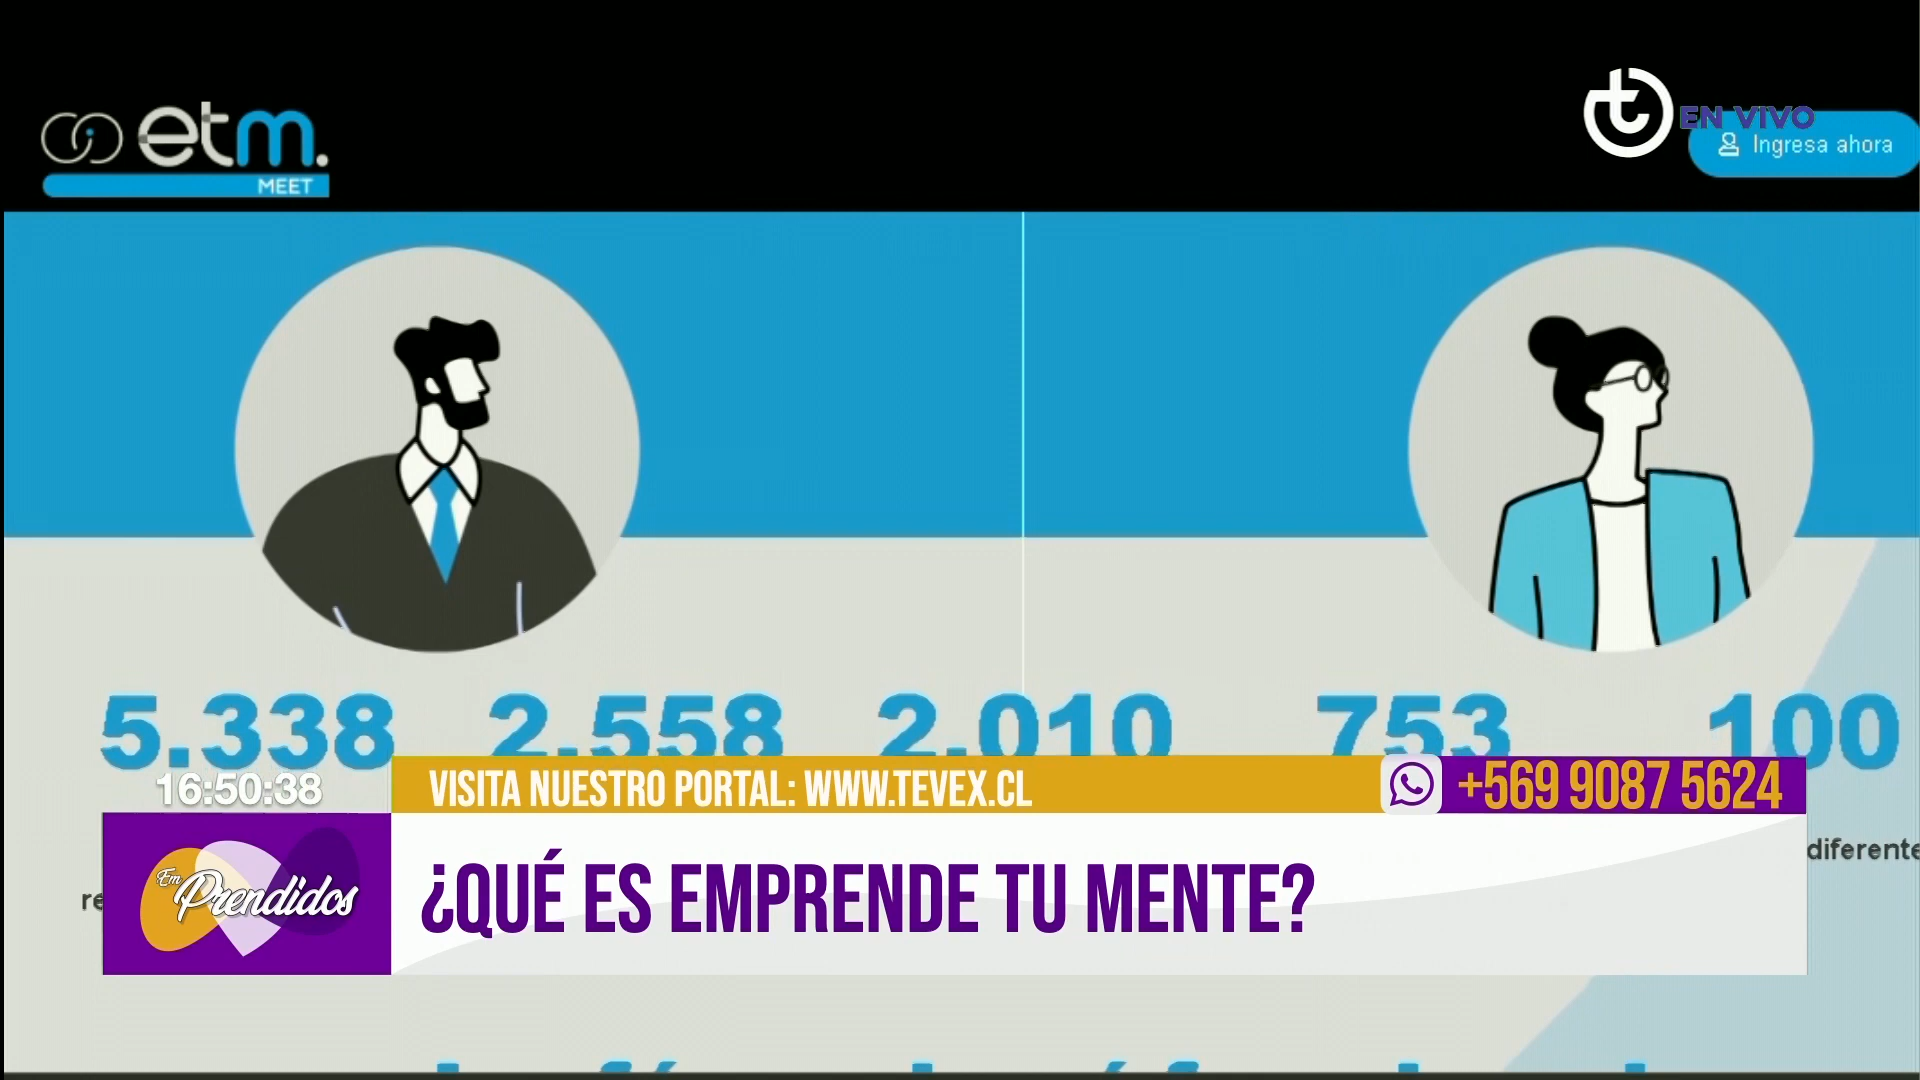 etm.
MEET
EN VIVO
Ingresa ahora
5.338 2.558 2.010 753 100
16:50:38
VISITA NUESTRO PORTAL: WWW.TEVEX.CL
+569 9087 5624
diferente
Em
Prendidos
¿QUÉ ES EMPRENDE TU MENTE?